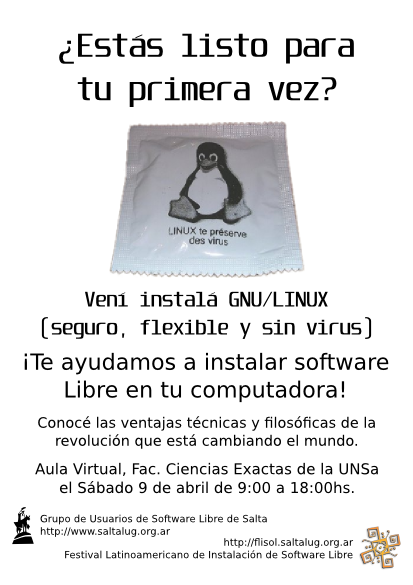 ¿Estás listo para
tu primera vez?
LINUX te préserve
des virus
Vení instalá GNU/LINUX
(seguro, flexible y sin virus)
¡Te ayudamos a instalar software
Libre en tu computadora!
Conocé las ventajas técnicas y filosóficas de la
revolución que está cambiando el mundo.
Aula Virtual, Fac. Ciencias Exactas de la UNSa
el Sábado 9 de abril de 9:00 a 18:00hs.
Grupo de Usuarios de Software Libre de Salta
http://www.saltalug.org.ar
http://flisol.saltalug.org.ar
Festival Latinoamericano de Instalación de Software Libre